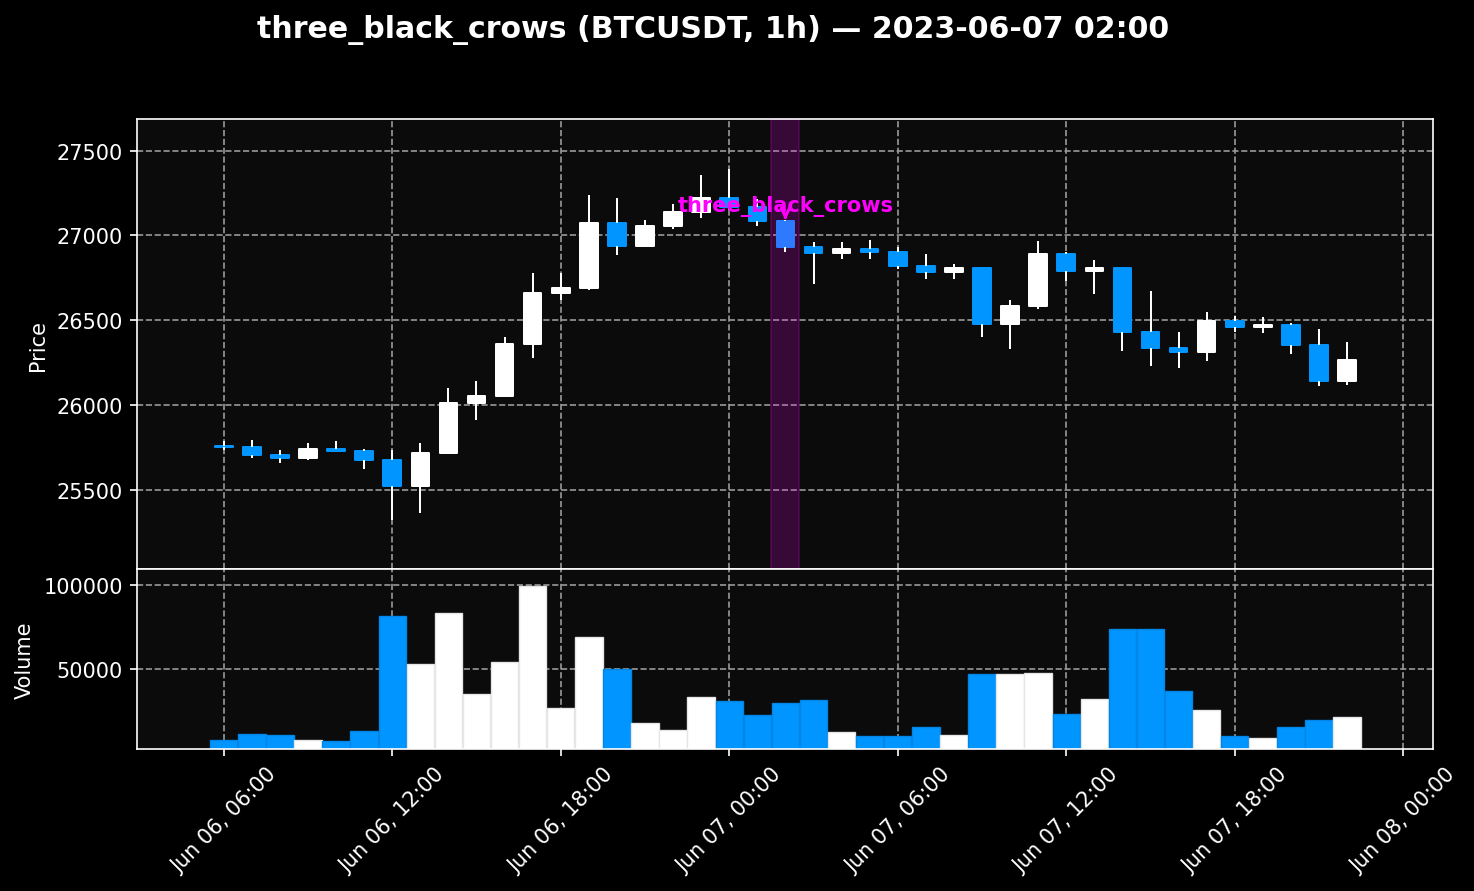 three_black_crows (BTCUSDT, 1h) — 2023-06-07 02:00
27500
27000
26500
26000
25500
Price
three_black_crows
100000
50000
Volume
Jun 06, 06:00
Jun 06, 12:00
Jun 06, 18:00
Jun 07, 00:00
Jun 07, 06:00
Jun 07, 12:00
Jun 07, 18:00
Jun 08, 00:00